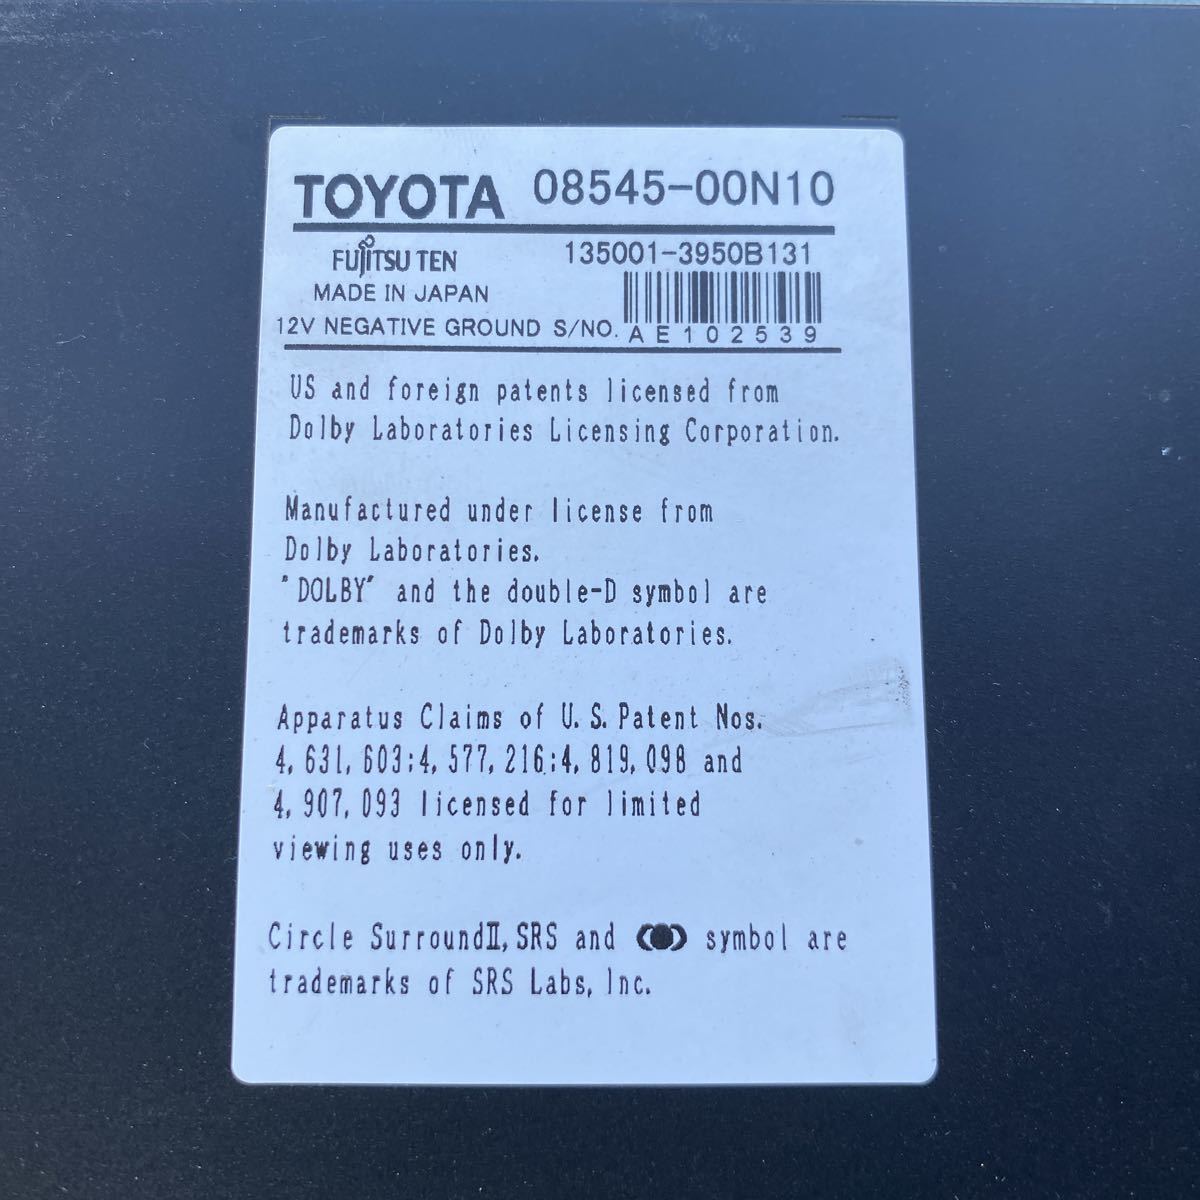 TOYOTA 08545-00N10
FUJITSU TEN 135001-3950B131
MADE IN JAPAN
12V NEGATIVE GROUND S/NO. AE102539
US and foreign patents licensed from
Dolby Laboratories Licensing Corporation.
Manufactured under license from
Dolby Laboratories.
"DOLBY" and the double-D symbol are
trademarks of Dolby Laboratories.
Apparatus Claims of U.S.Patent Nos.
4,631,603;4,577,216;4,819,098 and
4,907,093 licensed for limited
viewing uses only.
Circle SurroundⅡ,SRS and symbol are
trademarks of SRS Labs, Inc.